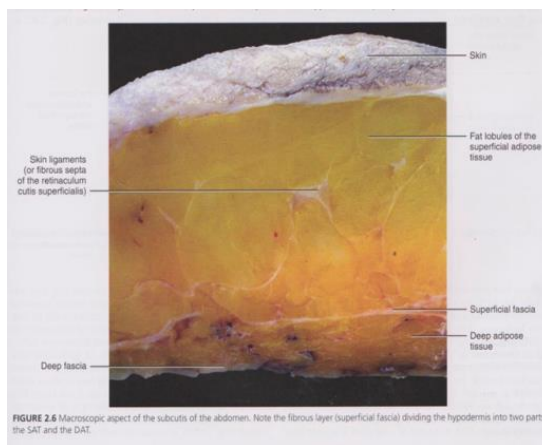 Skin
Fat lobules of the
superficial adipose
tissue
Skin ligaments
(or fibrous septa
of the retinaculum
cutis superficialis)
Superficial fascia
Deep adipose
tissue
Deep fascia
FIGURE 2.6 Macroscopic aspect of the subcutis of the abdomen. Note the fibrous layer (superficial fascia) dividing the hypodermis into two parts
the SAT and the DAT.